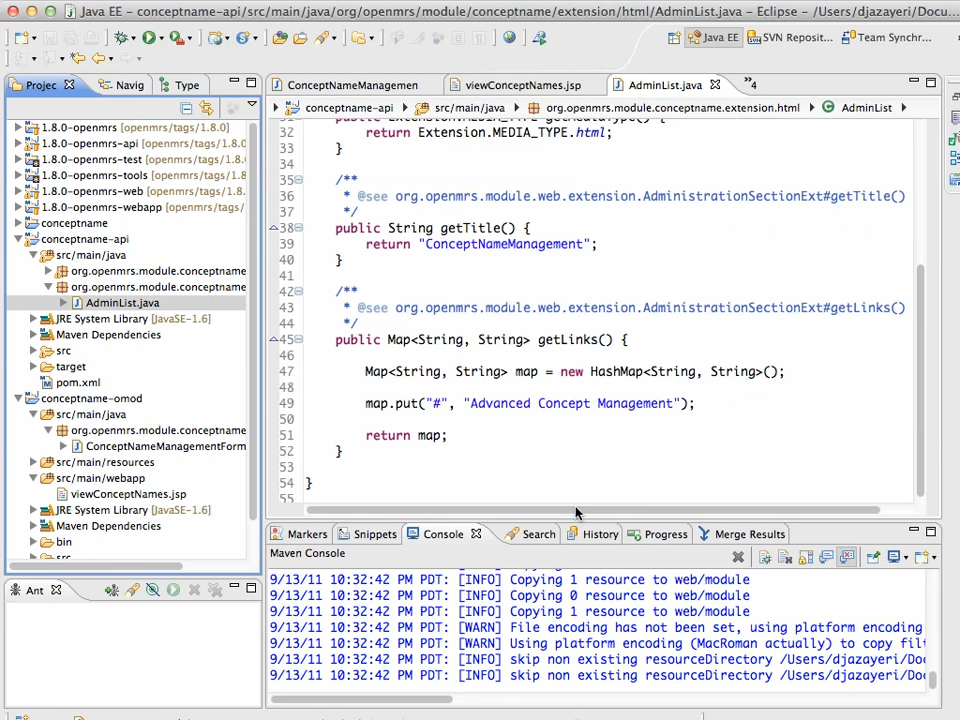 Java EE - conceptname-api/src/main/java/org/openmrs/module/conceptname/extension/html/AdminList.java - Eclipse - /Users/djazayeri/Docu...
Java EE
SVN Reposit...
Team Synchr...
Projec
Navig
Type
ConceptNameManagemen
viewConceptNames.jsp
AdminList.java
»4
conceptname-api
src/main/java
org.openmrs.module.conceptname.extension.html
AdminList
1.8.0-openmrs [openmrs/tags/1.8.0]
1.8.0-openmrs-api [openmrs/tags/1.8.
1.8.0-openmrs-test [openmrs/tags/1.8
1.8.0-openmrs-tools [openmrs/tags/1.
1.8.0-openmrs-web [openmrs/tags/1.8.
1.8.0-openmrs-webapp [openmrs/tags/
conceptname
conceptname-api
src/main/java
org.openmrs.module.conceptname
org.openmrs.module.conceptname
AdminList.java
JRE System Library [JavaSE-1.6]
Maven Dependencies
src
target
pom.xml
conceptname-omod
src/main/java
org.openmrs.module.conceptname
ConceptNameManagementForm
src/main/resources
src/main/webapp
viewConceptNames.jsp
JRE System Library [JavaSE-1.6]
Maven Dependencies
bin
src
31 public Extension.MEDIA_TYPE getMediaType() {
32 return Extension.MEDIA_TYPE.html;
33 }
34
35 /**
36 * @see org.openmrs.module.web.extension.AdministrationSectionExt#getTitle()
37 */
38 public String getTitle() {
39 return "ConceptNameManagement";
40 }
41
42 /**
43 * @see org.openmrs.module.web.extension.AdministrationSectionExt#getLinks()
44 */
45 public Map<String, String> getLinks() {
46
47 Map<String, String> map = new HashMap<String, String>();
48
49 map.put("#", "Advanced Concept Management");
50
51 return map;
52 }
53
54 }
55
Ant
Markers
Snippets
Console
Search
History
Progress
Merge Results
Maven Console
9/13/11 10:32:42 PM PDT: [INFO] Copying 1 resource to web/module
9/13/11 10:32:42 PM PDT: [INFO] Copying 0 resource to web/module
9/13/11 10:32:42 PM PDT: [INFO] Copying 1 resource to web/module
9/13/11 10:32:42 PM PDT: [WARN] File encoding has not been set, using platform encoding
9/13/11 10:32:42 PM PDT: [WARN] Using platform encoding (MacRoman actually) to copy filt
9/13/11 10:32:42 PM PDT: [INFO] skip non existing resourceDirectory /Users/djazayeri/Doc
9/13/11 10:32:42 PM PDT: [INFO] skip non existing resourceDirectory /Users/djazayeri/Doc